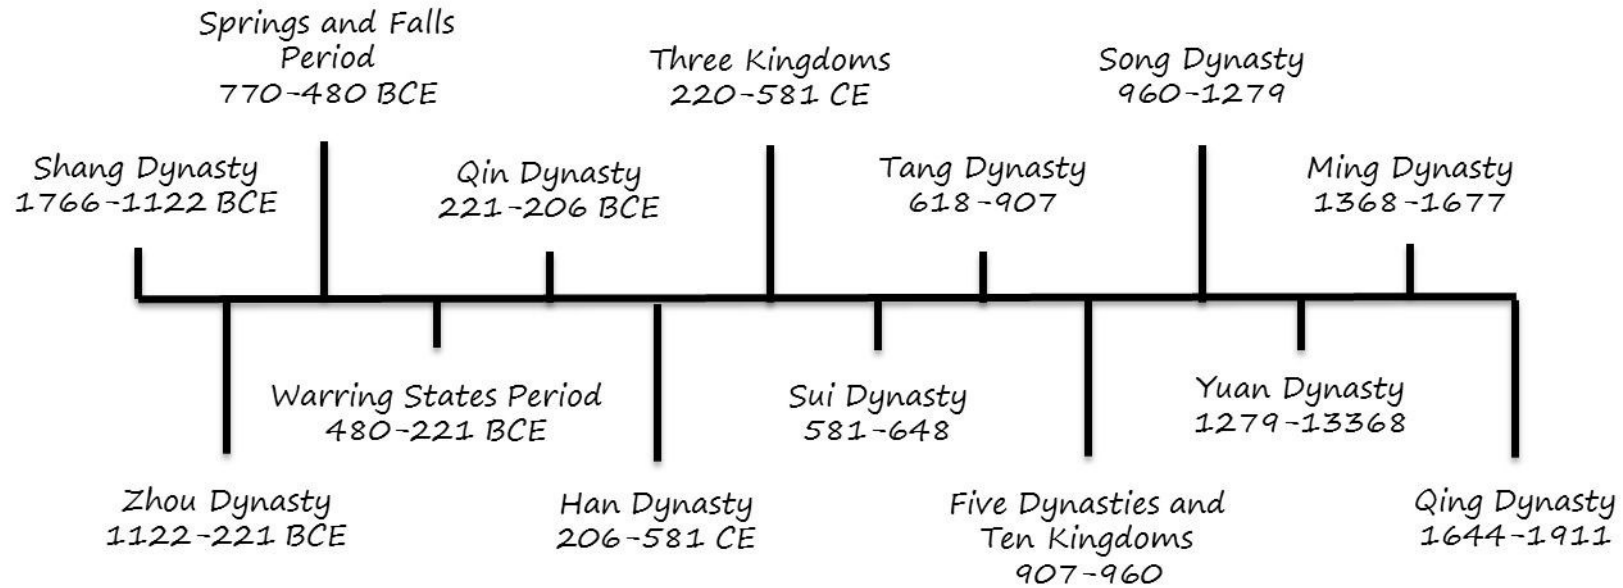 Shang Dynasty
1766-1122 BCE
Zhou Dynasty
1122-221 BCE
Springs and Falls
Period
770-480 BCE
Warring States Period
480-221 BCE
Qin Dynasty
221-206 BCE
Han Dynasty
206-581 CE
Three Kingdoms
220-581 CE
Sui Dynasty
581-648
Tang Dynasty
618-907
Five Dynasties and
Ten Kingdoms
907-960
Song Dynasty
960-1279
Yuan Dynasty
1279-13368
Ming Dynasty
1368-1677
Qing Dynasty
1644-1911